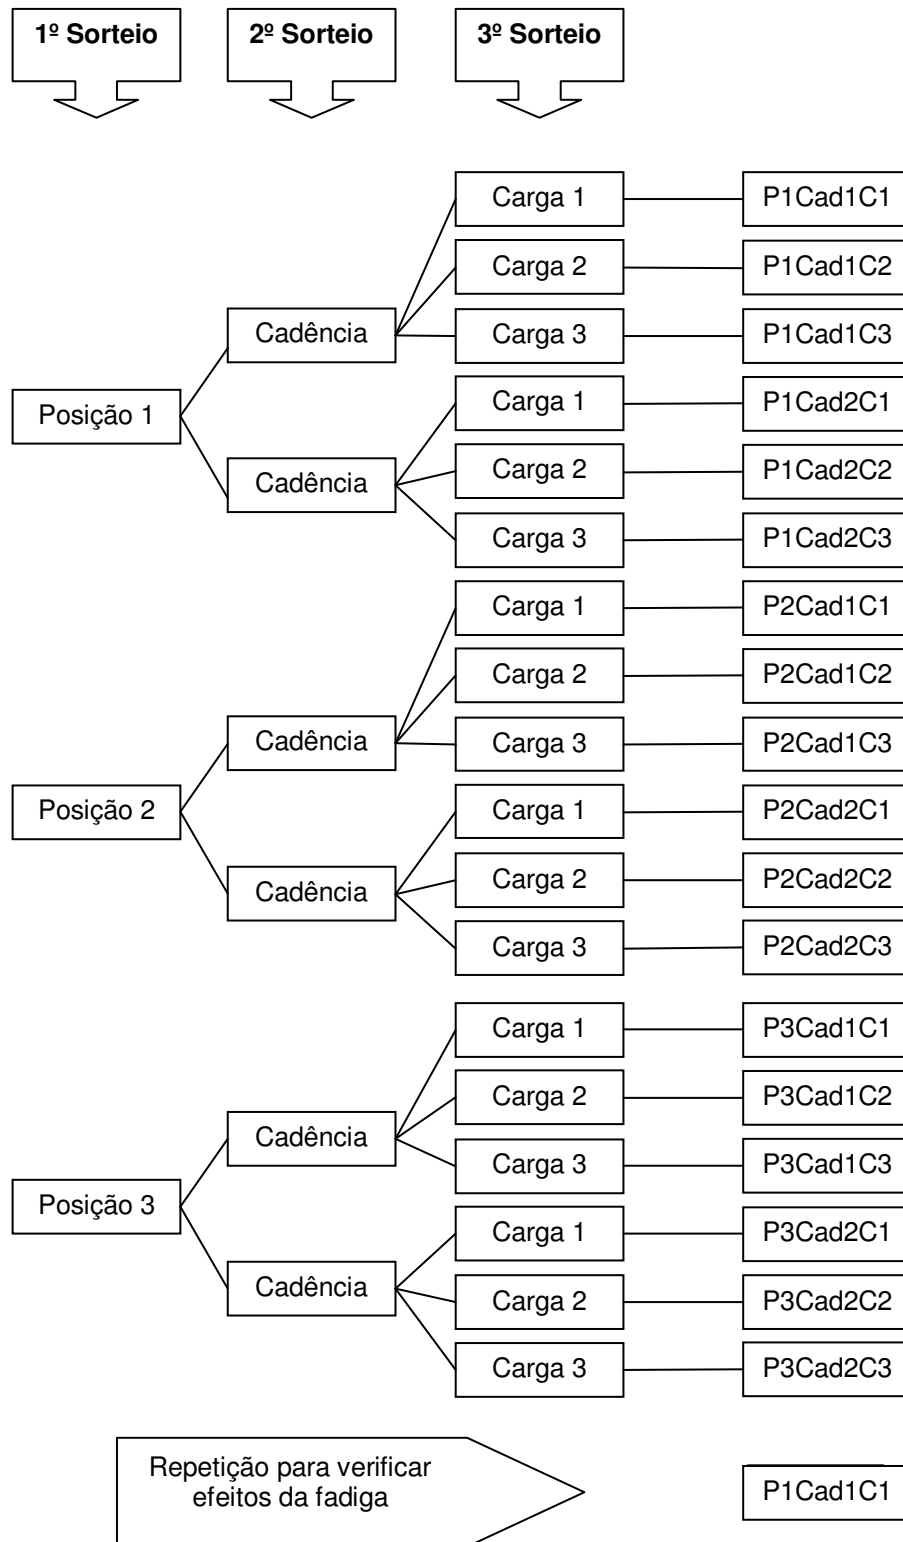 1º Sorteio
2º Sorteio
3º Sorteio
Carga 1
P1Cad1C1
Carga 2
P1Cad1C2
Cadência
Carga 3
P1Cad1C3
Posição 1
Carga 1
P1Cad2C1
Cadência
Carga 2
P1Cad2C2
Carga 3
P1Cad2C3
Carga 1
P2Cad1C1
Carga 2
P2Cad1C2
Cadência
Carga 3
P2Cad1C3
Posição 2
Carga 1
P2Cad2C1
Cadência
Carga 2
P2Cad2C2
Carga 3
P2Cad2C3
Carga 1
P3Cad1C1
Carga 2
P3Cad1C2
Cadência
Carga 3
P3Cad1C3
Posição 3
Carga 1
P3Cad2C1
Cadência
Carga 2
P3Cad2C2
Carga 3
P3Cad2C3
Repetição para verificar
efeitos da fadiga
P1Cad1C1